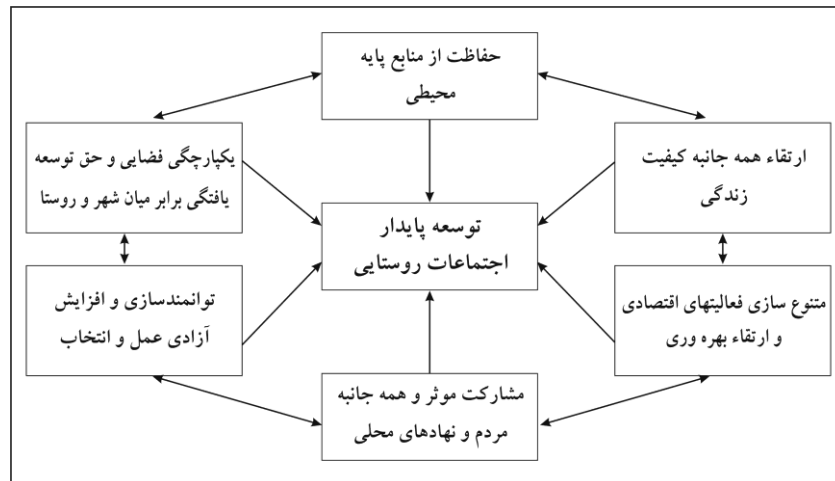 حفاظت از منابع پایه
محیطی
ارتقاء همه جانبه کیفیت
زندگی
یکپارچگی فضایی و حق توسعه
یافتگی برابر میان شهر و روستا
توسعه پایدار
اجتماعات روستایی
متنوع سازی فعالیتهای اقتصادی
و ارتقاء بهره وری
توانمندسازی و افزایش
آزادی عمل و انتخاب
مشارکت موثر و همه جانبه
مردم و نهادهای محلی